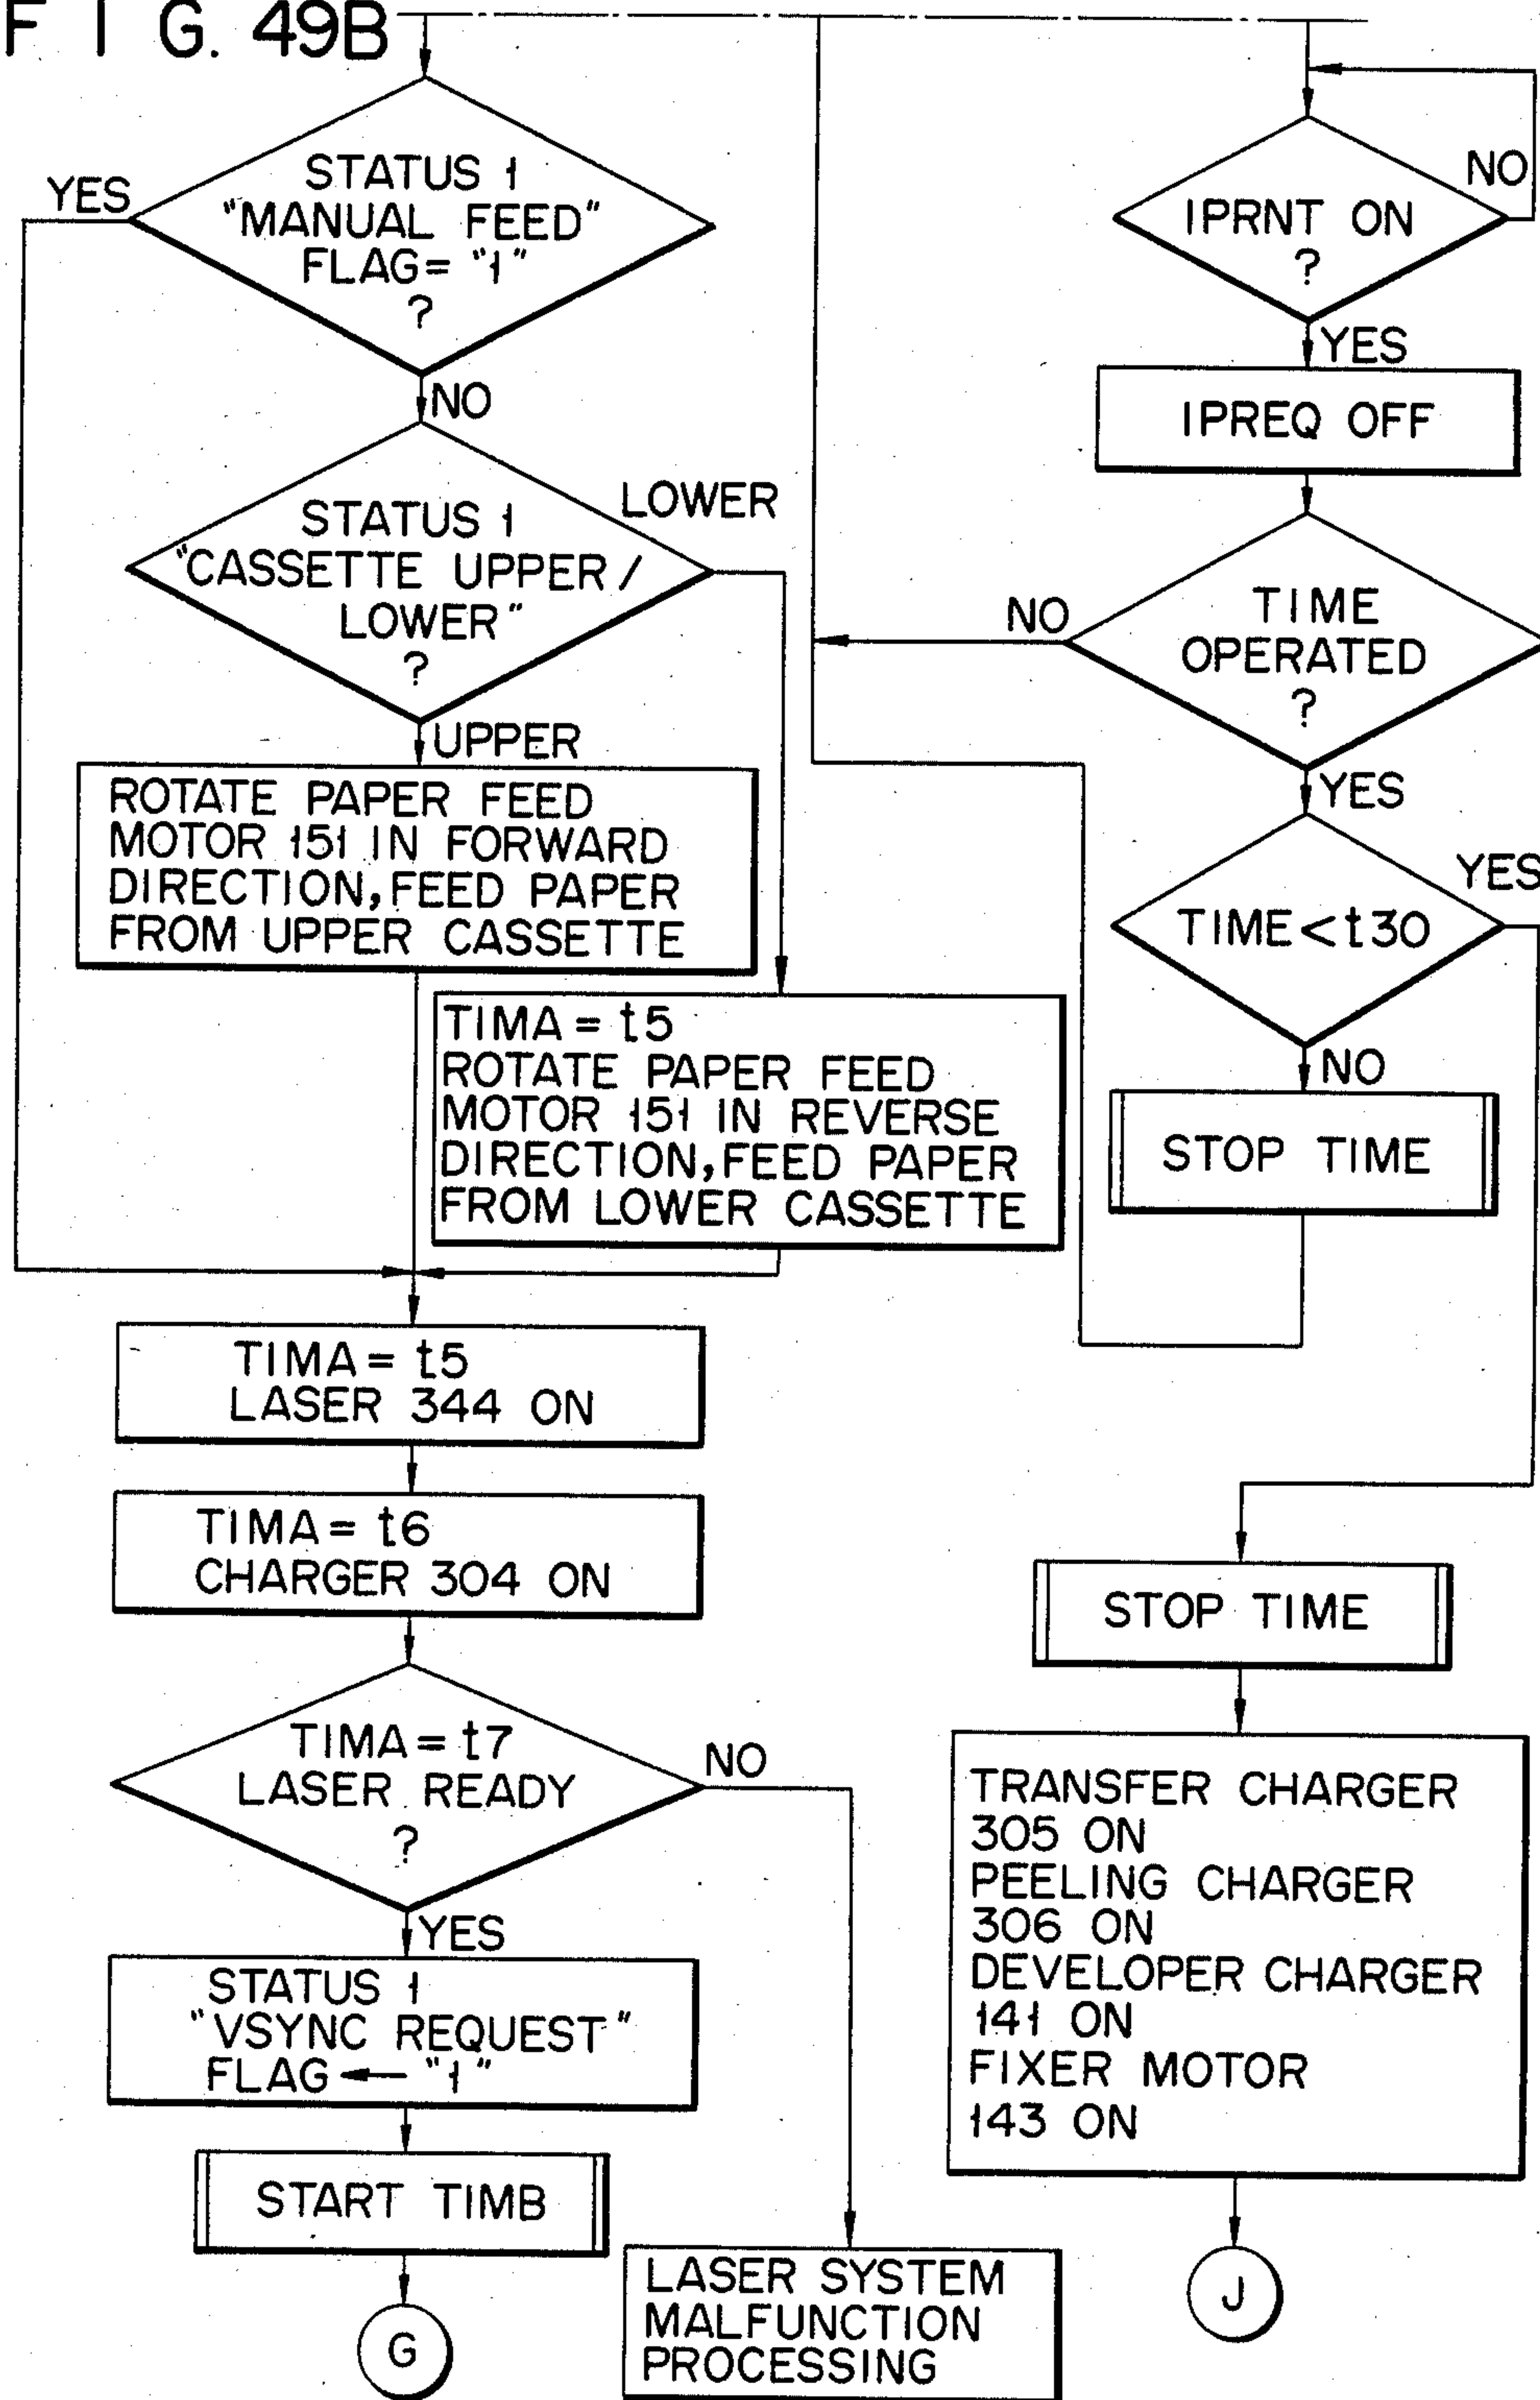 FIG. 49B
STATUS 1
"MANUAL FEED"
FLAG = "1"
?
YES
NO
STATUS 1
"CASSETTE UPPER /
LOWER"
?
LOWER
UPPER
ROTATE PAPER FEED
MOTOR 151 IN FORWARD
DIRECTION, FEED PAPER
FROM UPPER CASSETTE
TIMA = t5
ROTATE PAPER FEED
MOTOR 151 IN REVERSE
DIRECTION, FEED PAPER
FROM LOWER CASSETTE
TIMA = t5
LASER 344 ON
TIMA = t6
CHARGER 304 ON
TIMA = t7
LASER READY
?
NO
YES
STATUS 1
"VSYNC REQUEST"
FLAG ← "1"
START TIMB
G
LASER SYSTEM
MALFUNCTION
PROCESSING
IPRNT ON
?
NO
YES
IPREQ OFF
TIME
OPERATED
?
NO
YES
TIME < t30
YES
NO
STOP TIME
STOP TIME
TRANSFER CHARGER
305 ON
PEELING CHARGER
306 ON
DEVELOPER CHARGER
141 ON
FIXER MOTOR
143 ON
J